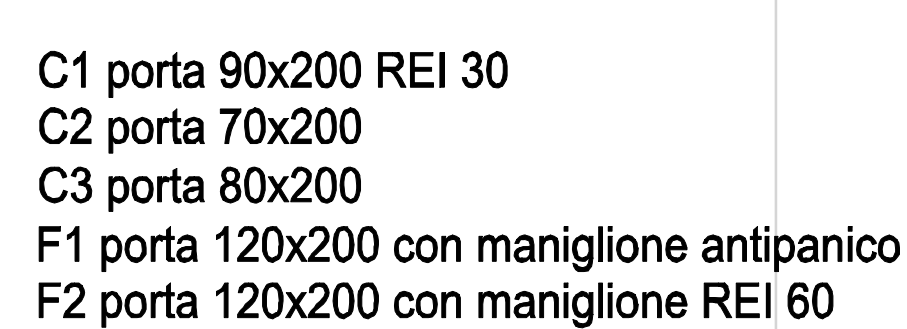 C1 porta 90x200 REI 30
C2 porta 70x200
C3 porta 80x200
F1 porta 120x200 con maniglione antipanico
F2 porta 120x200 con maniglione REI 60